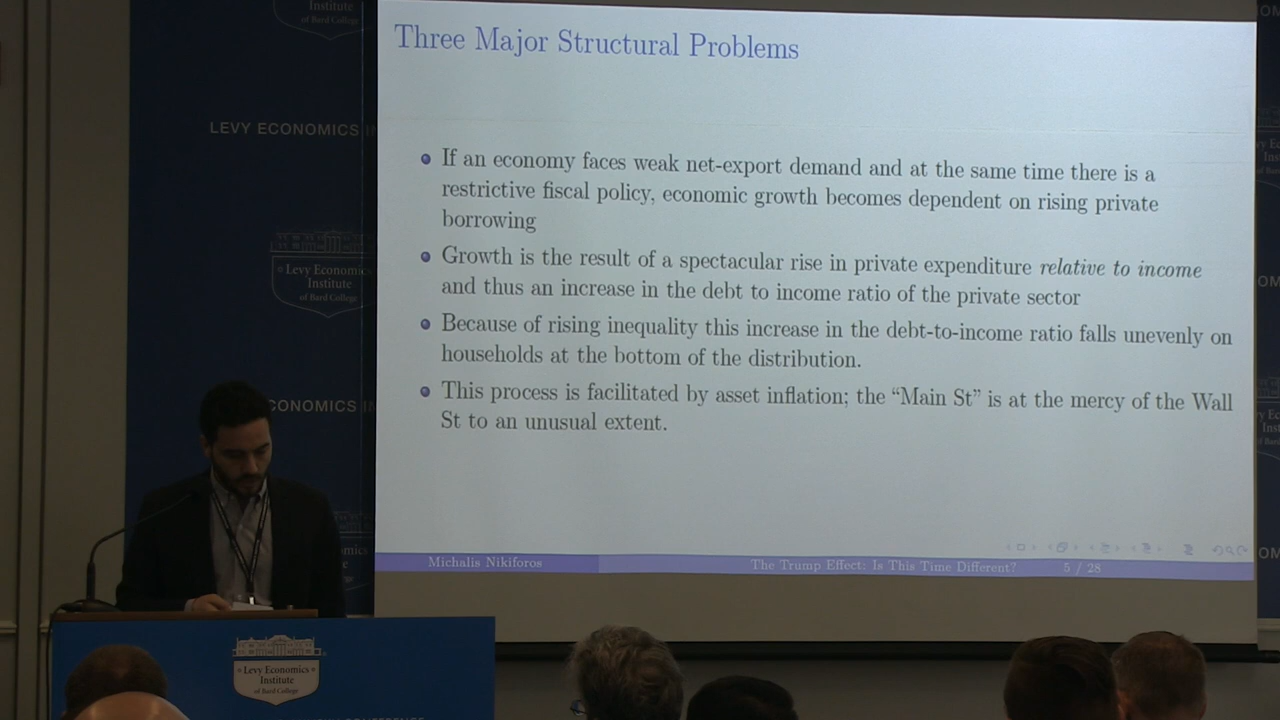 Institute
of Bard College
Three Major Structural Problems
LEVY ECONOMICS IN
If an economy faces weak net-export demand and at the same time there is a
restrictive fiscal policy, economic growth becomes dependent on rising private
borrowing
Growth is the result of a spectacular rise in private expenditure relative to income
and thus an increase in the debt to income ratio of the private sector
Levy Economics
Institute
of Bard College
Because of rising inequality this increase in the debt-to-income ratio falls unevenly on
households at the bottom of the distribution.
This process is facilitated by asset inflation; the “Main St” is at the mercy of the Wall
St to an unusual extent.
CONOMICS IN
Michalis Nikiforos
The Trump Effect: Is This Time Different?
5 / 28
Levy Economics
Institute
of Bard College